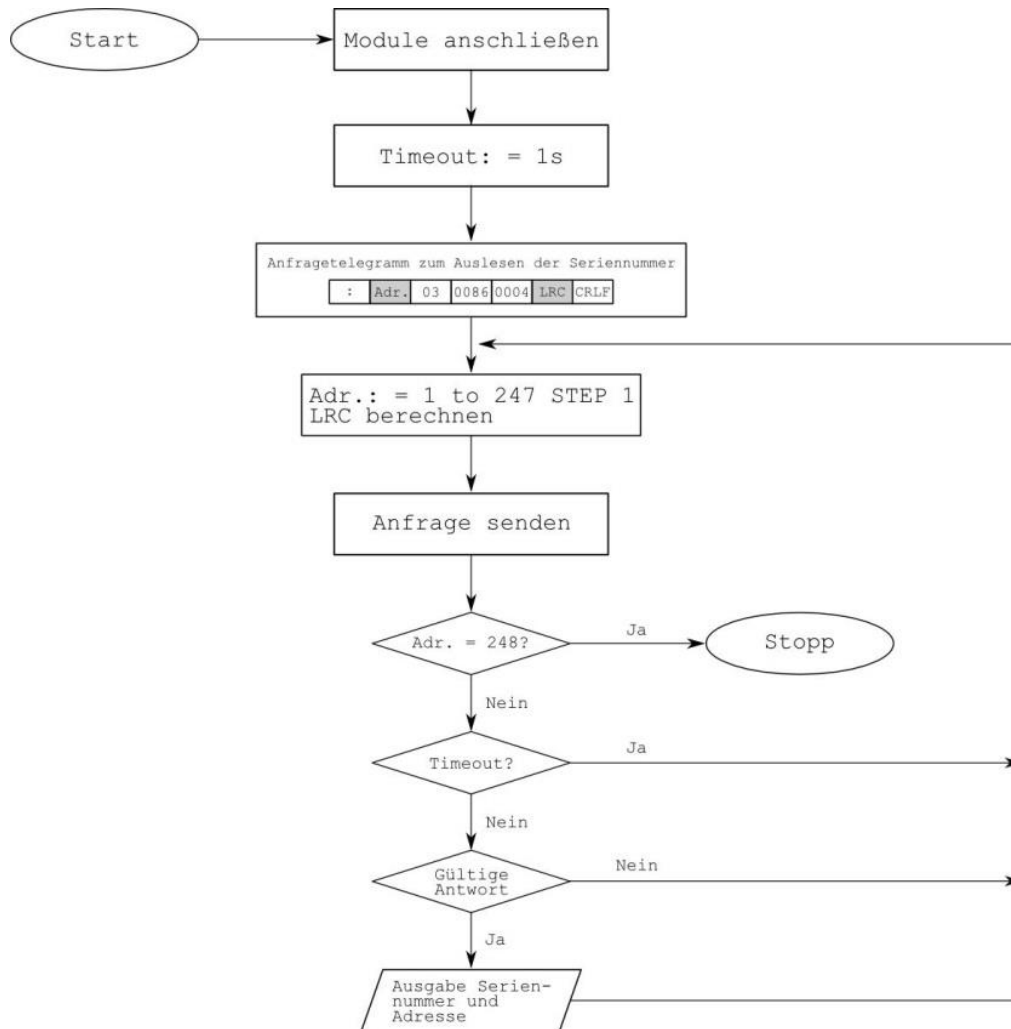 Start
Module anschließen
Timeout: = 1s
Anfragetelegramm zum Auslesen der Seriennummer
: Adr. 03 0086 0004 LRC CRLF
Adr.: = 1 to 247 STEP 1
LRC berechnen
Anfrage senden
Adr. = 248?
Ja
Stopp
Nein
Timeout?
Ja
Nein
Gültige
Antwort
Nein
Ja
Ausgabe Serien-
nummer und
Adresse